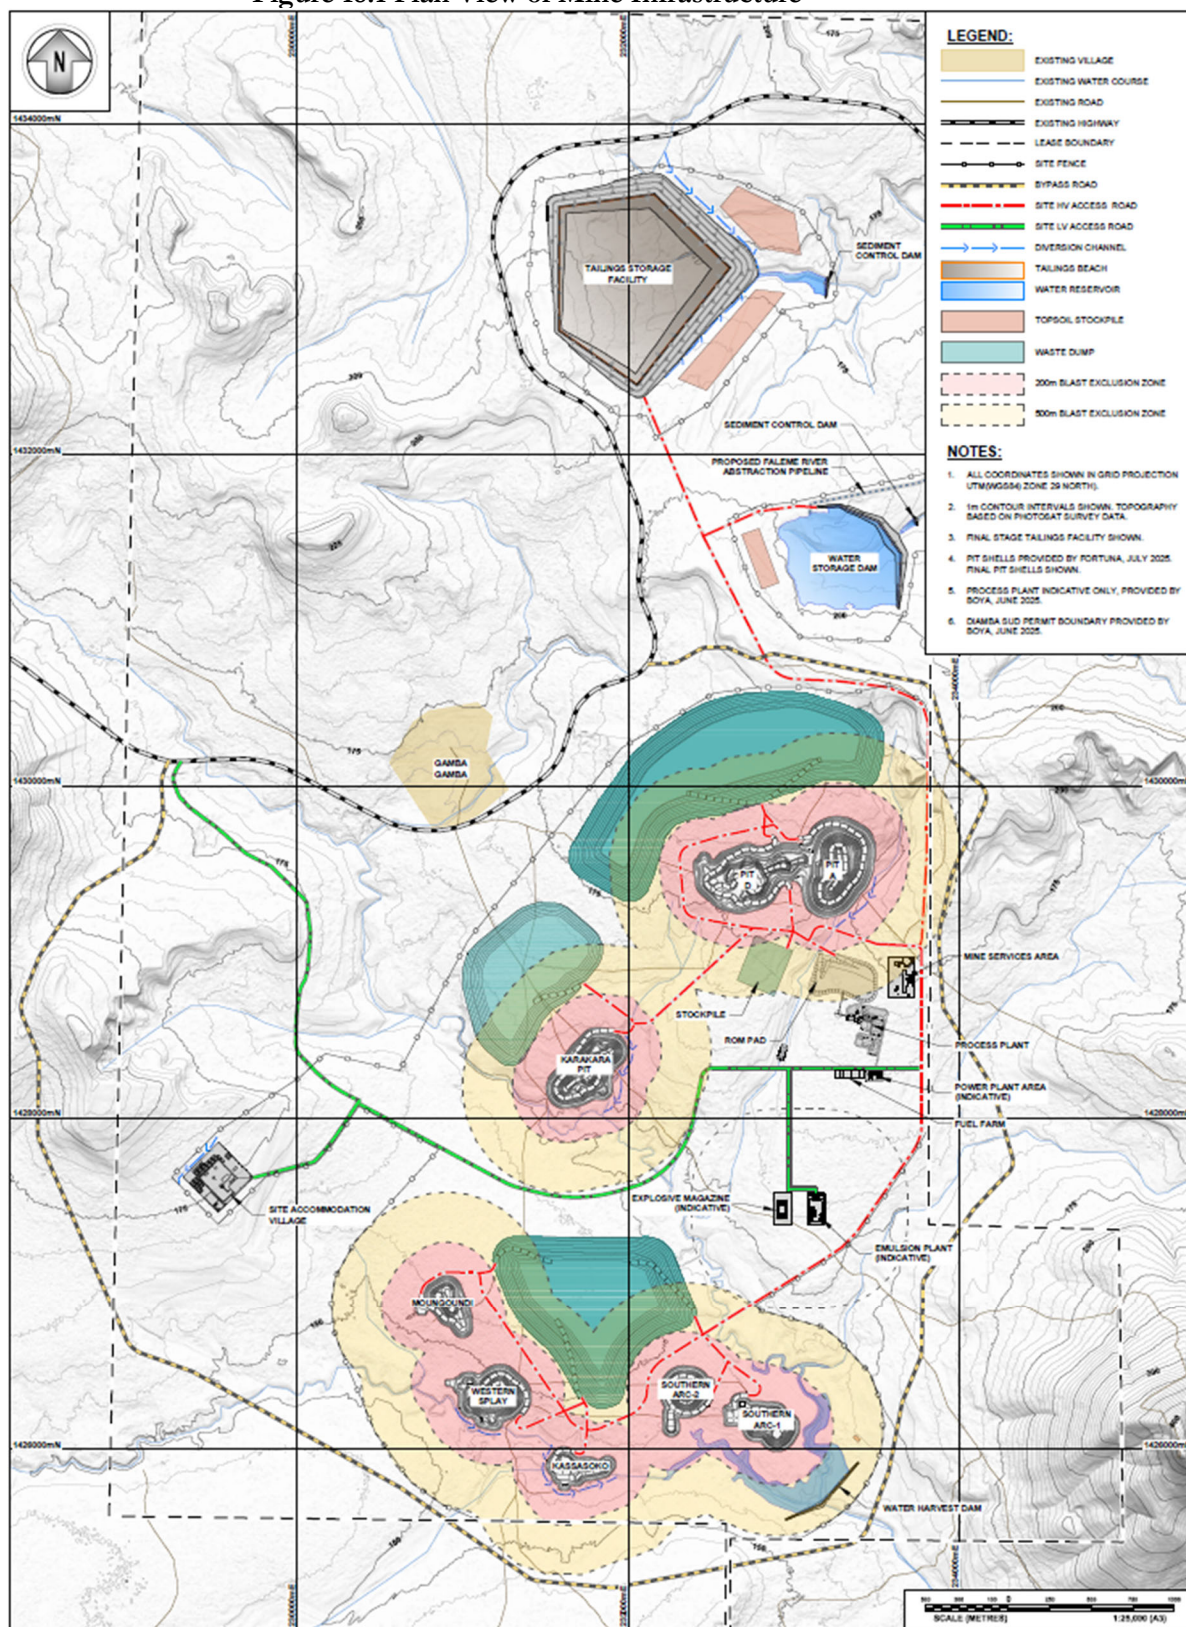 Figure 18.1 Plan View of Mine Infrastructure
N
LEGEND:
EXISTING VILLAGE
EXISTING WATER COURSE
EXISTING ROAD
EXISTING HIGHWAY
LEASE BOUNDARY
SITE FENCE
BYPASS ROAD
SITE HV ACCESS ROAD
SITE LV ACCESS ROAD
DIVERSION CHANNEL
TAILINGS BEACH
WATER RESERVOIR
TOPSOIL STOCKPILE
WASTE DUMP
200m BLAST EXCLUSION ZONE
500m BLAST EXCLUSION ZONE
NOTES:
1. ALL COORDINATES SHOWN IN GRID PROJECTION
UTM(WGS84) ZONE 29 NORTH).
2. 1m CONTOUR INTERVALS SHOWN. TOPOGRAPHY
BASED ON PHOTOSAT SURVEY DATA.
3. FINAL STAGE TAILINGS FACILITY SHOWN.
4. PIT SHELLS PROVIDED BY FORTUNA, JULY 2025.
FINAL PIT SHELLS SHOWN.
5. PROCESS PLANT INDICATIVE ONLY, PROVIDED BY
BOYA, JUNE 2025.
6. DIAMBA SUD PERMIT BOUNDARY PROVIDED BY
BOYA, JUNE 2025.
1434000mN
SEDIMENT
CONTROL DAM
TAILINGS STORAGE
FACILITY
SEDIMENT CONTROL DAM
1432000mN
PROPOSED FALEME RIVER
ABSTRACTION PIPELINE
WATER
STORAGE DAM
234000mE
GAMBA
GAMBA
1430000mN
1430000mN
PIT
D
PIT
A
MINE SERVICES AREA
STOCKPILE
ROM PAD
PROCESS PLANT
KARAKARA
PIT
POWER PLANT AREA
(INDICATIVE)
FUEL FARM
1428000mN
1428000mN
EXPLOSIVE MAGAZINE
(INDICATIVE)
SITE ACCOMMODATION
VILLAGE
EMULSION PLANT
(INDICATIVE)
MOUNGOUNDI
WESTERN
SPLAY
SOUTHERN
ARC-2
SOUTHERN
ARC-1
1426000mN
1426000mN
KASSASOKO
WATER HARVEST DAM
234000mE
SCALE (METRES)
1:25,000 (A3)